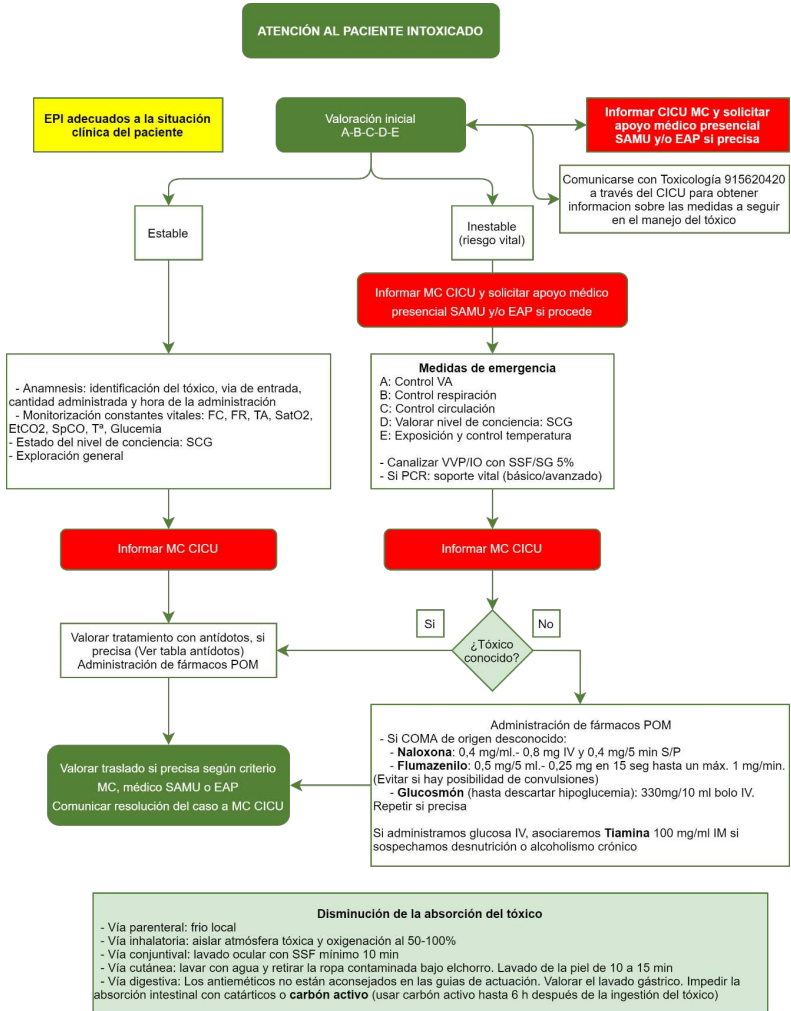 ATENCIÓN AL PACIENTE INTOXICADO
EPI adecuados a la situación
clínica del paciente
Valoración inicial
A-B-C-D-E
Informar CICU MC y solicitar
apoyo médico presencial
SAMU y/o EAP si precisa
Comunicarse con Toxicología 915620420
a través del CICU para obtener
informacion sobre las medidas a seguir
en el manejo del tóxico
Estable
Inestable
(riesgo vital)
Informar MC CICU y solicitar apoyo médico
presencial SAMU y/o EAP si procede
- Anamnesis: identificación del tóxico, via de entrada,
cantidad administrada y hora de la administración
- Monitorización constantes vitales: FC, FR, TA, SatO2,
EtCO2, SpCO, Tª, Glucemia
- Estado del nivel de conciencia: SCG
- Exploración general
Medidas de emergencia
A: Control VA
B: Control respiración
C: Control circulación
D: Valorar nivel de conciencia: SCG
E: Exposición y control temperatura
- Canalizar VVP/IO con SSF/SG 5%
- Si PCR: soporte vital (básico/avanzado)
Informar MC CICU
Informar MC CICU
Si
No
¿Tóxico
conocido?
Valorar tratamiento con antídotos, si
precisa (Ver tabla antídotos)
Administración de fármacos POM
Administración de fármacos POM
- Si COMA de origen desconocido:
- Naloxona: 0,4 mg/ml.- 0,8 mg IV y 0,4 mg/5 min S/P
- Flumazenilo: 0,5 mg/5 ml.- 0,25 mg en 15 seg hasta un máx. 1 mg/min.
(Evitar si hay posibilidad de convulsiones)
- Glucosmón (hasta descartar hipoglucemia): 330mg/10 ml bolo IV.
Repetir si precisa
Si administramos glucosa IV, asociaremos Tiamina 100 mg/ml IM si
sospechamos desnutrición o alcoholismo crónico
Valorar traslado si precisa según criterio
MC, médico SAMU o EAP
Comunicar resolución del caso a MC CICU
Disminución de la absorción del tóxico
- Vía parenteral: frio local
- Vía inhalatoria: aislar atmósfera tóxica y oxigenación al 50-100%
- Vía conjuntival: lavado ocular con SSF mínimo 10 min
- Vía cutánea: lavar con agua y retirar la ropa contaminada bajo elchorro. Lavado de la piel de 10 a 15 min
- Vía digestiva: Los antieméticos no están aconsejados en las guias de actuación. Valorar el lavado gástrico. Impedir la
absorción intestinal con catárticos o carbón activo (usar carbón activo hasta 6 h después de la ingestión del tóxico)